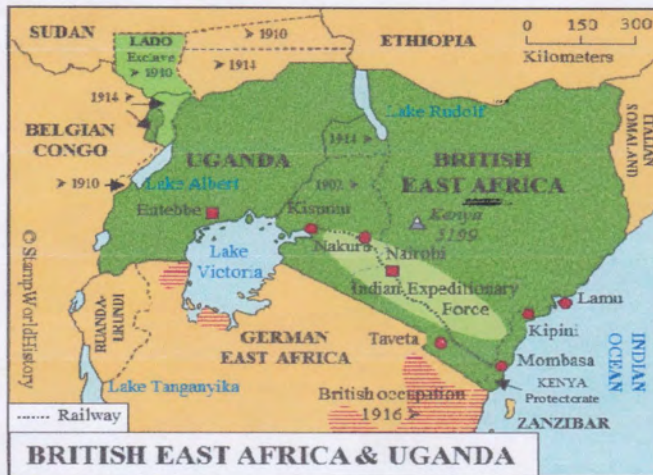 SUDAN
LADO
Exclave
➤ 1910
➤ 1910
➤ 1914
ETHIOPIA
0 150 300
Kilometers
1914 ➤
BELGIAN
CONGO
➤ 1910
Lake Rudolf
ITALIAN
SOMALAND
UGANDA
Lake Albert
1914 ➤
1902 ➤
BRITISH
EAST AFRICA
Kenya
5199
Entebbe
Kisumu
Nakuru
Nairobi
Lake
Victoria
Indian Expeditionary
Force
Lamu
Kipini
RUANDA-
URUNDI
GERMAN
EAST AFRICA
Taveta
Mombasa
INDIAN
OCEAN
Lake Tanganyika
British occupation
1916 ➤
KENYA
Protectorate
ZANZIBAR
©StampWorldHistory
Railway
BRITISH EAST AFRICA & UGANDA